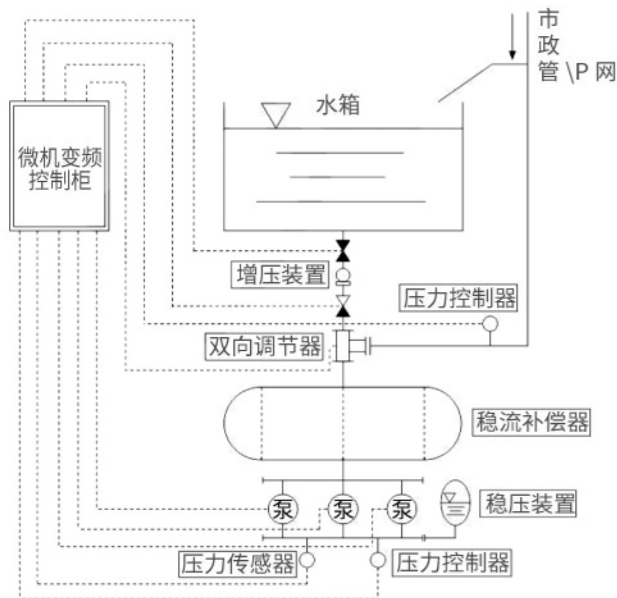 市
政
管\P 网
水箱
微机变频
控制柜
增压装置
压力控制器
双向调节器
稳流补偿器
泵
泵
泵
稳压装置
压力传感器
压力控制器